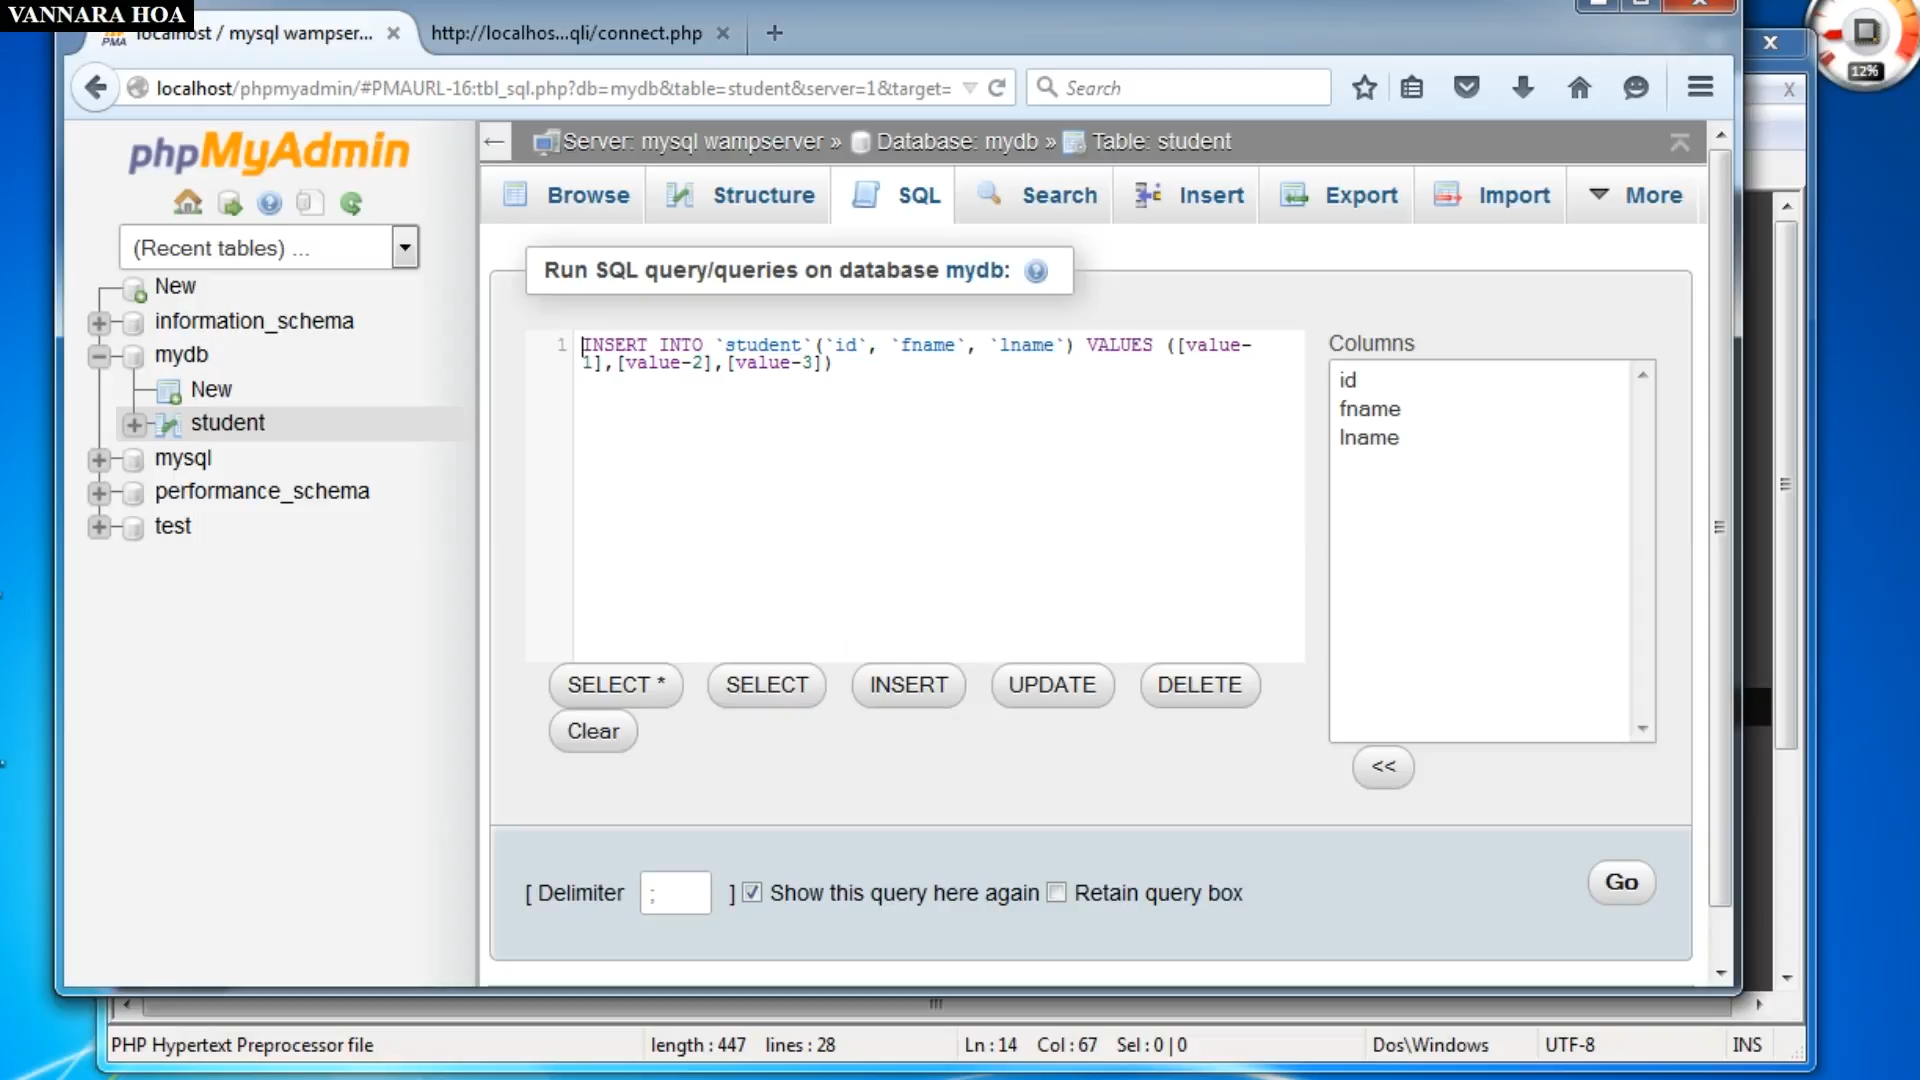 VANNARA HOA
localhost / mysql wampser...
http://localhos...qli/connect.php
localhost/phpmyadmin/#PMAURL-16:tbl_sql.php?db=mydb&table=student&server=1&target=
Search
12%
phpMyAdmin
(Recent tables) ...
New
information_schema
mydb
New
student
mysql
performance_schema
test
Server: mysql wampserver » Database: mydb » Table: student
Browse
Structure
SQL
Search
Insert
Export
Import
More
Run SQL query/queries on database mydb:
1
INSERT INTO `student`(`id`, `fname`, `lname`) VALUES ([value-
1],[value-2],[value-3])
Columns
id
fname
lname
SELECT *
SELECT
INSERT
UPDATE
DELETE
Clear
<<
[ Delimiter ; ] Show this query here again Retain query box
Go
PHP Hypertext Preprocessor file
length : 447 lines : 28
Ln : 14 Col : 67 Sel : 0 | 0
Dos\Windows
UTF-8
INS